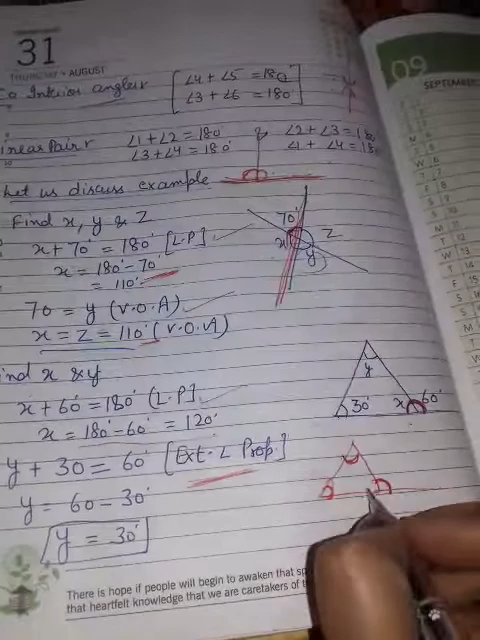 31
THURSDAY • AUGUST
Co Interior angles
∠4 + ∠5 = 180°
∠3 + ∠6 = 180
Linear Pair
∠1 + ∠2 = 180°
∠3 + ∠4 = 180°
∠2 + ∠3 = 180
∠1 + ∠4 = 180
Let us discuss example
Find x, y & Z
x + 70° = 180° [L.P]
x = 180° - 70°
= 110°
70° x y Z
70 = y (V.O.A)
x = Z = 110° (V.O.A)
Find x & y
x + 60° = 180° (L.P]
x = 180° - 60° = 120°
y 30° x 60°
y + 30 = 60° [Ext. ∠ Prop.]
y = 60 - 30°
y = 30°
There is hope if people will begin to awaken that
that heartfelt knowledge that we are caretakers of
09
SEPTEMBER